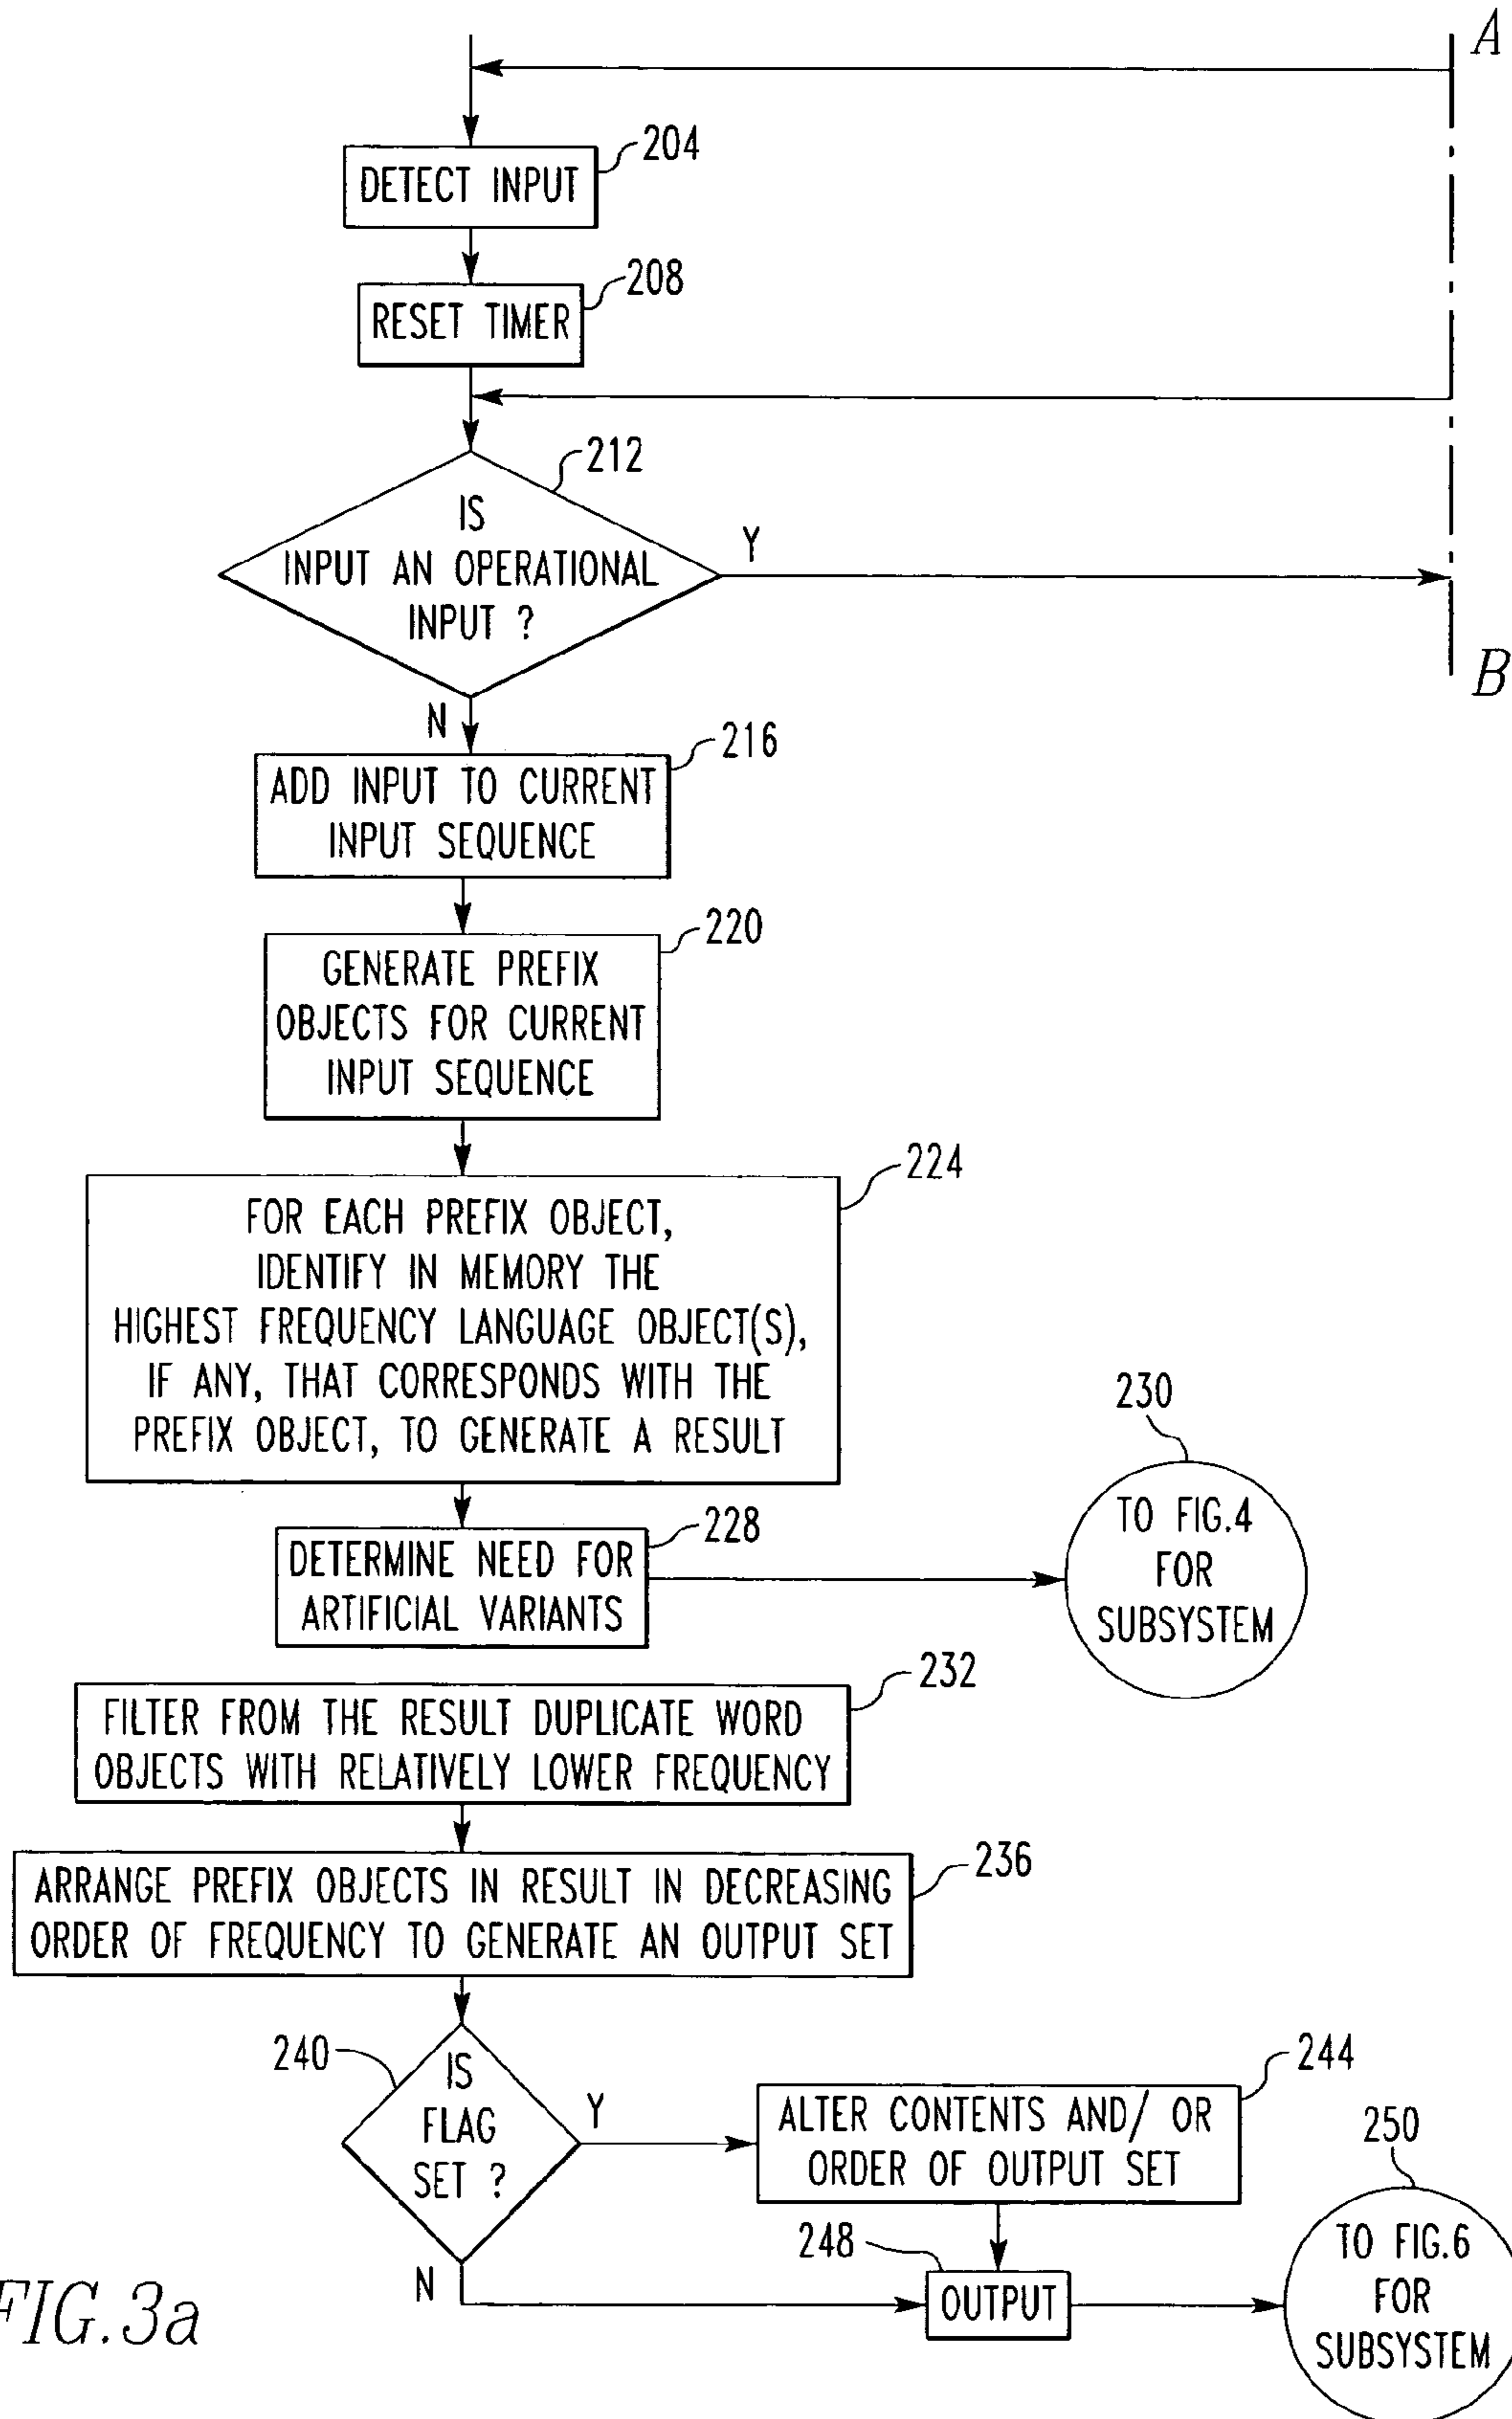 A
204
DETECT INPUT
208
RESET TIMER
212
IS
INPUT AN OPERATIONAL
INPUT ?
Y
B
N
216
ADD INPUT TO CURRENT
INPUT SEQUENCE
220
GENERATE PREFIX
OBJECTS FOR CURRENT
INPUT SEQUENCE
224
FOR EACH PREFIX OBJECT,
IDENTIFY IN MEMORY THE
HIGHEST FREQUENCY LANGUAGE OBJECT(S),
IF ANY, THAT CORRESPONDS WITH THE
PREFIX OBJECT, TO GENERATE A RESULT
228
DETERMINE NEED FOR
ARTIFICIAL VARIANTS
230
TO FIG.4
FOR
SUBSYSTEM
232
FILTER FROM THE RESULT DUPLICATE WORD
OBJECTS WITH RELATIVELY LOWER FREQUENCY
236
ARRANGE PREFIX OBJECTS IN RESULT IN DECREASING
ORDER OF FREQUENCY TO GENERATE AN OUTPUT SET
240
IS
FLAG
SET ?
Y
244
ALTER CONTENTS AND/ OR
ORDER OF OUTPUT SET
N
248
OUTPUT
250
TO FIG.6
FOR
SUBSYSTEM
FIG.3a